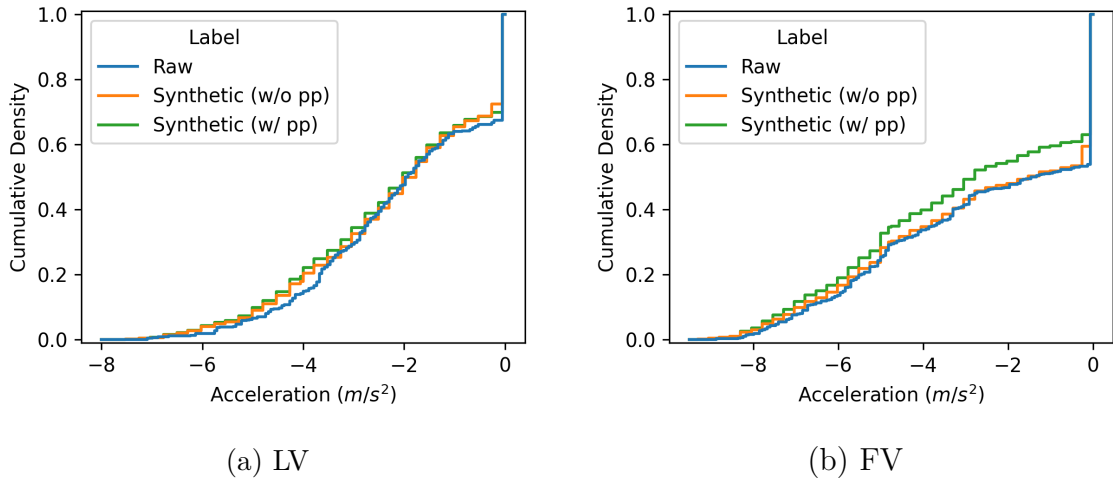 Label
Raw
Synthetic (w/o pp)
Synthetic (w/ pp)
1.0
0.8
0.6
0.4
0.2
0.0
Cumulative Density
−8 −6 −4 −2 0
Acceleration (m/s²)
(a) LV
Label
Raw
Synthetic (w/o pp)
Synthetic (w/ pp)
1.0
0.8
0.6
0.4
0.2
0.0
Cumulative Density
−8 −6 −4 −2 0
Acceleration (m/s²)
(b) FV